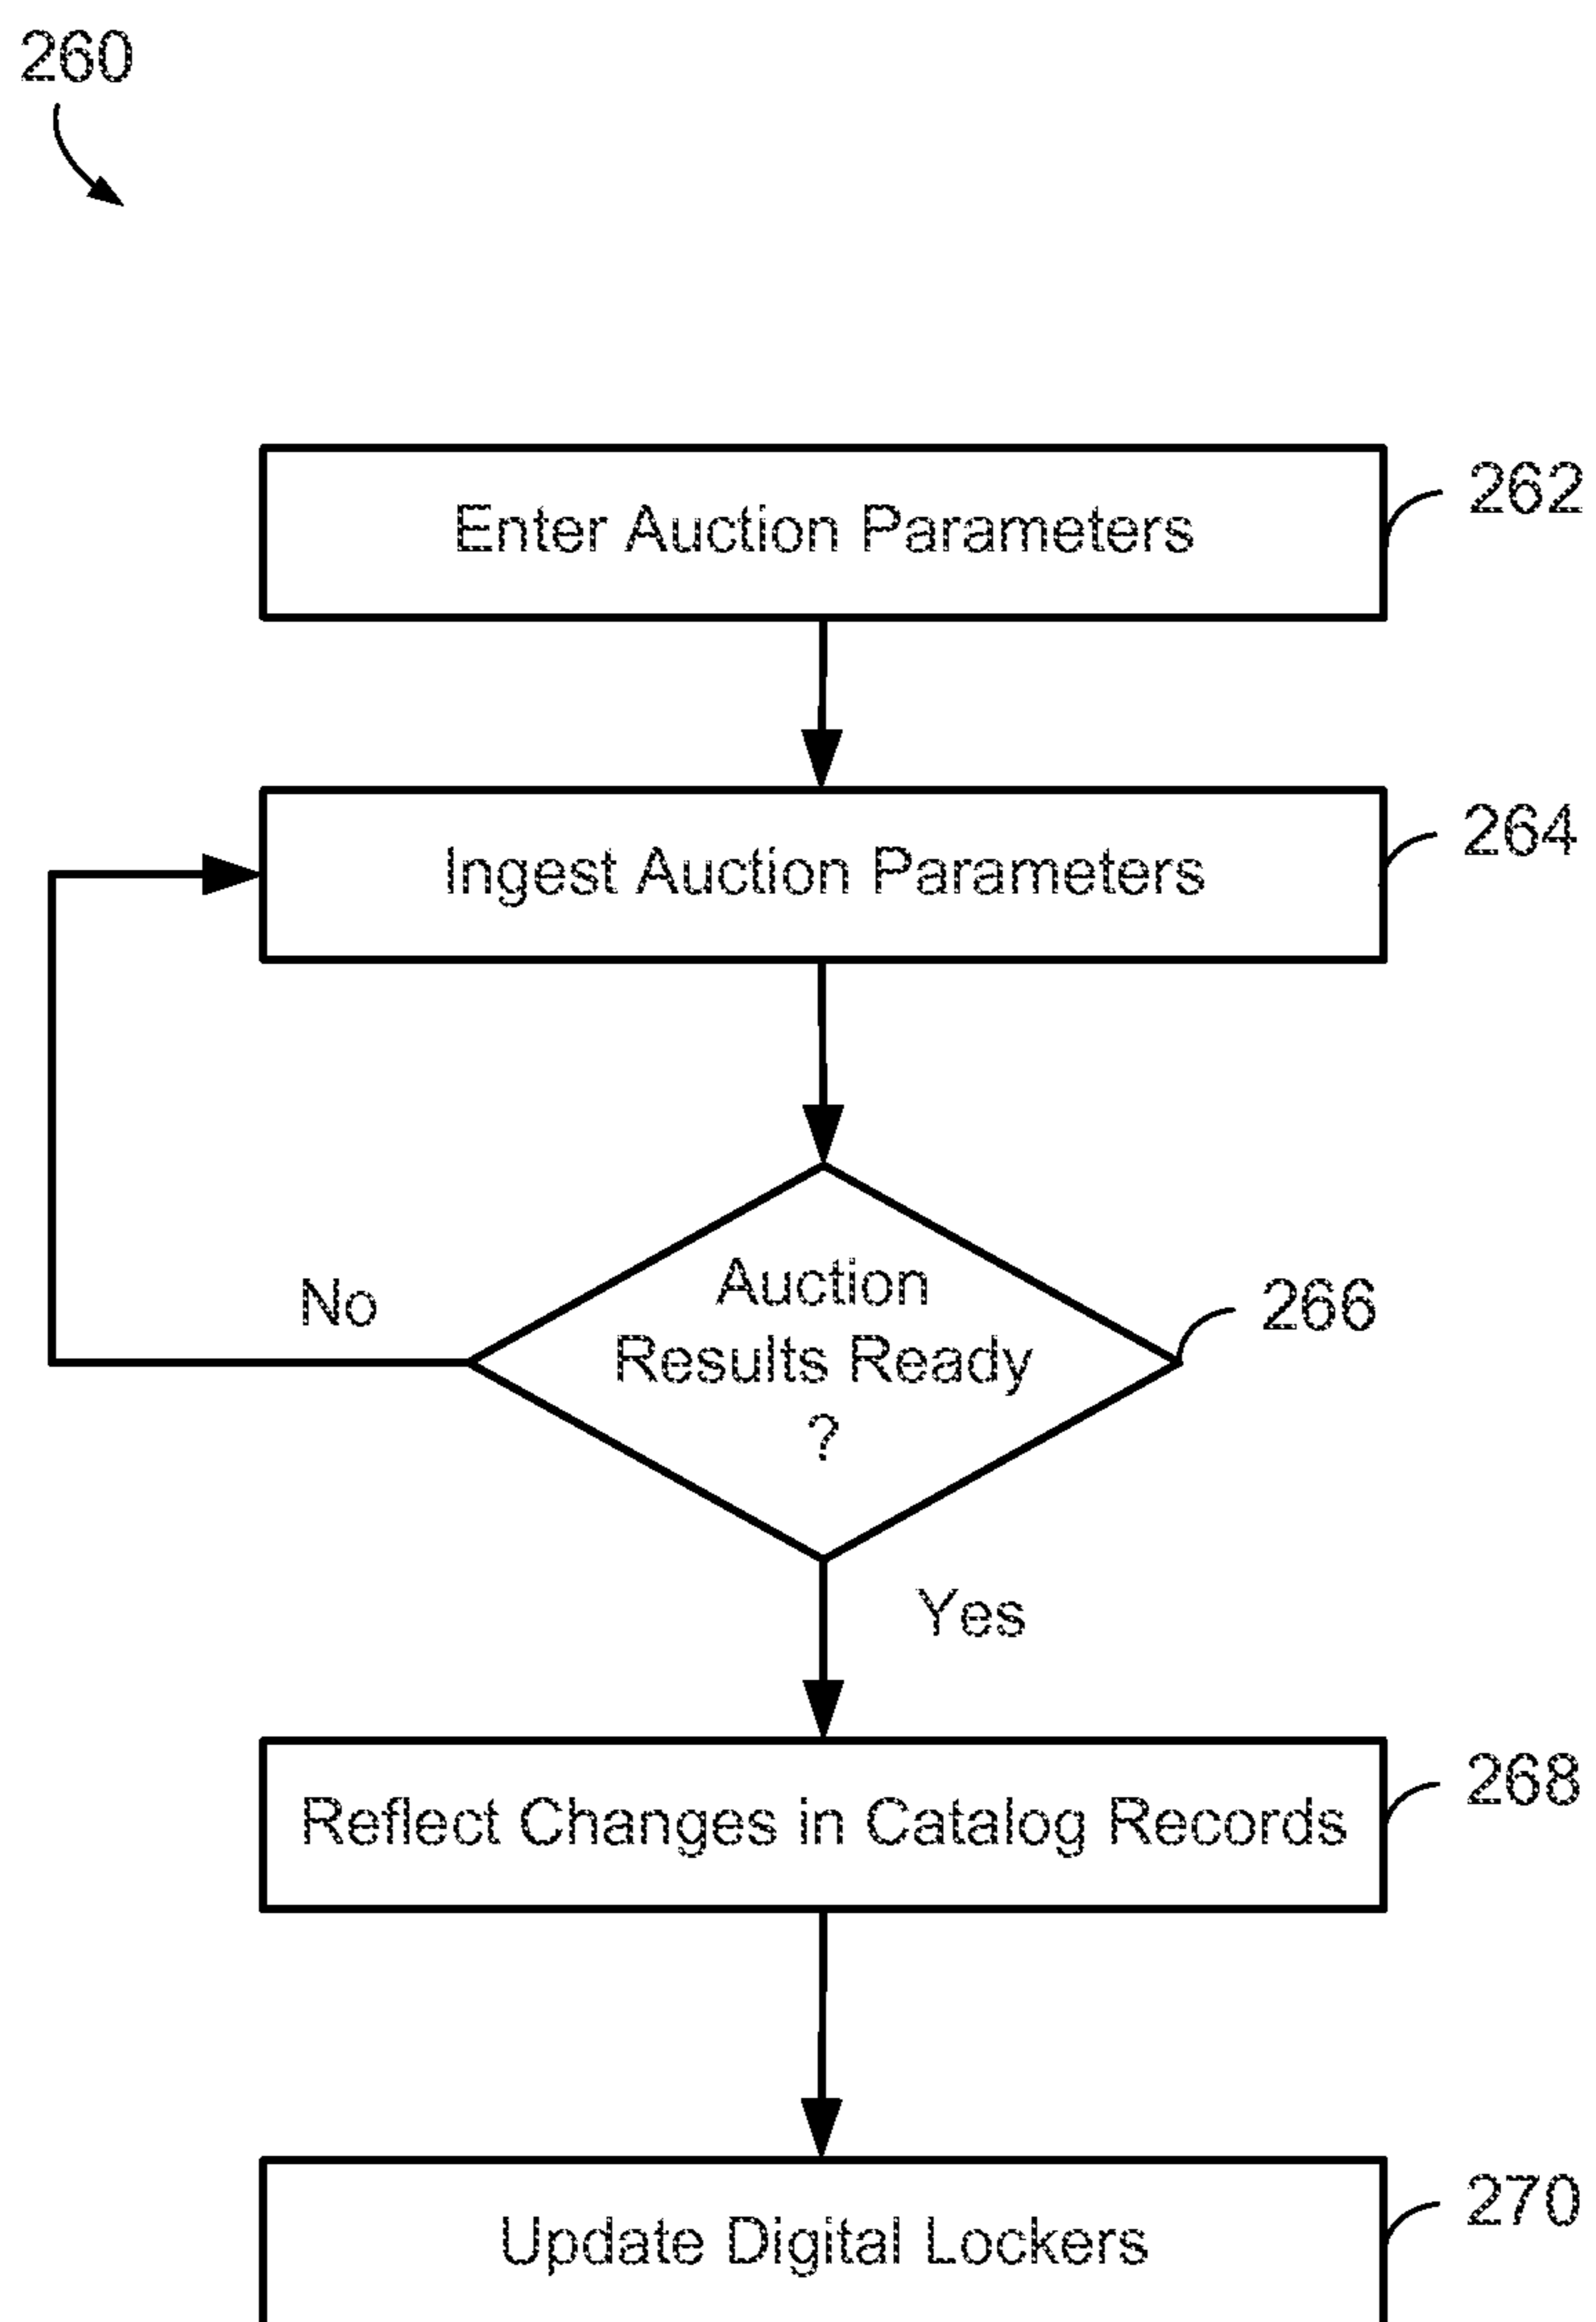 260
Enter Auction Parameters
262
Ingest Auction Parameters
264
Auction
Results Ready
?
266
No
Yes
Reflect Changes in Catalog Records
268
Update Digital Lockers
270